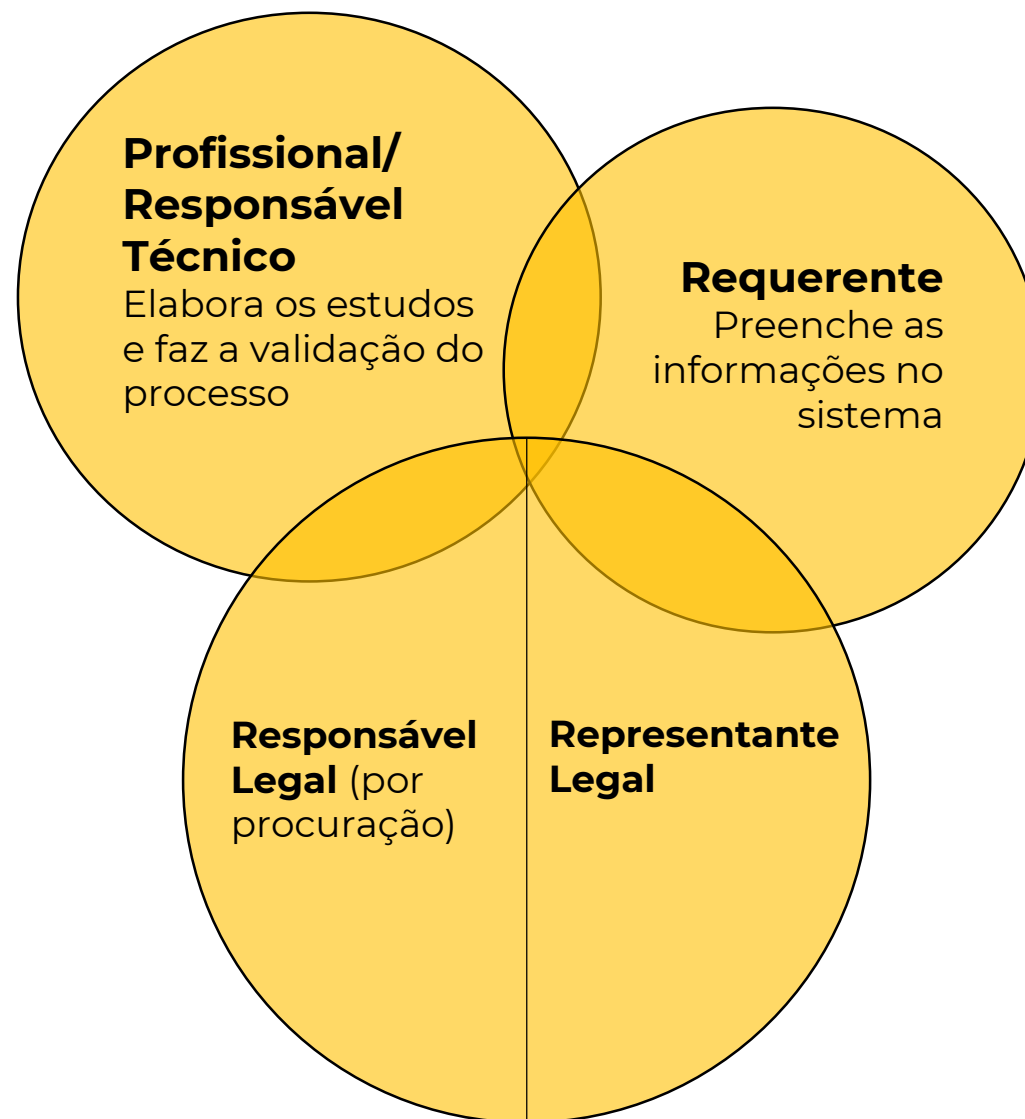 Profissional/
Responsável
Técnico
Elabora os estudos
e faz a validação do
processo
Requerente
Preenche as
informações no
sistema
Responsável
Legal (por
procuração)
Representante
Legal